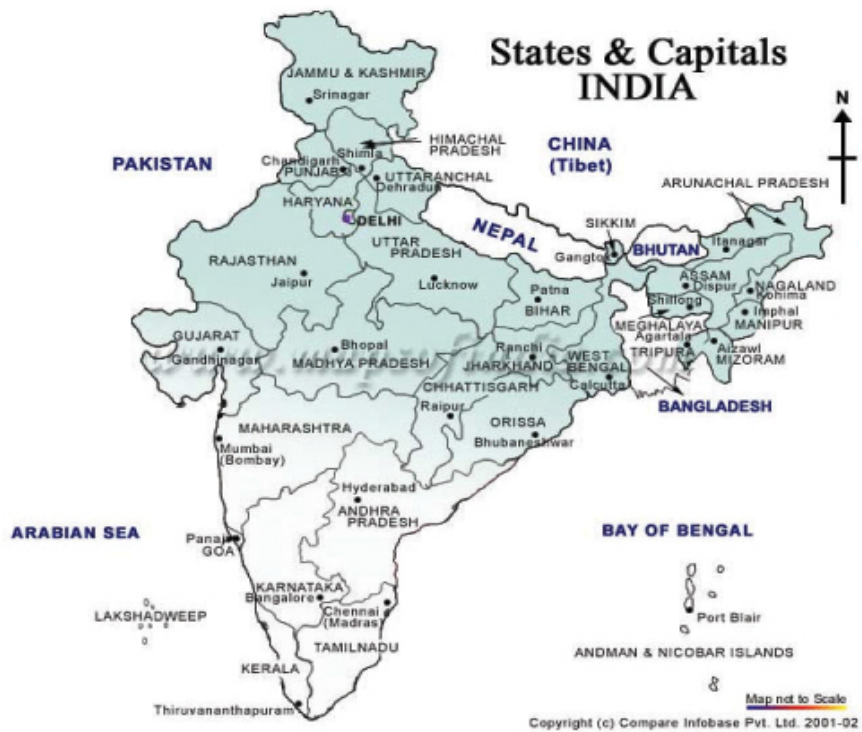 States & Capitals
INDIA
N
JAMMU & KASHMIR
Srinagar
HIMACHAL
PRADESH
CHINA
(Tibet)
PAKISTAN
Shimla
Chandigarh
PUNJAB
UTTARANCHAL
Dehradun
ARUNACHAL PRADESH
HARYANA
DELHI
NEPAL
SIKKIM
Gangtok
BHUTAN
Itanagar
UTTAR
PRADESH
RAJASTHAN
Jaipur
Lucknow
Patna
BIHAR
ASSAM
Dispur
NAGALAND
Kohima
Shillong
MEGHALAYA
Imphal
MANIPUR
GUJARAT
Gandhinagar
Bhopal
MADHYA PRADESH
Ranchi
JHARKHAND
WEST
BENGAL
Calcutta
Agartala
TRIPURA
Aizawl
MIZORAM
CHHATTISGARH
Raipur
BANGLADESH
ORISSA
Bhubaneshwar
MAHARASHTRA
Mumbai
(Bombay)
Hyderabad
ANDHRA
PRADESH
ARABIAN SEA
Panaji
GOA
BAY OF BENGAL
KARNATAKA
Bangalore
Chennai
(Madras)
LAKSHADWEEP
Port Blair
TAMILNADU
ANDMAN & NICOBAR ISLANDS
KERALA
Thiruvananthapuram
Map not to Scale
Copyright (c) Compare Infobase Pvt. Ltd. 2001-02